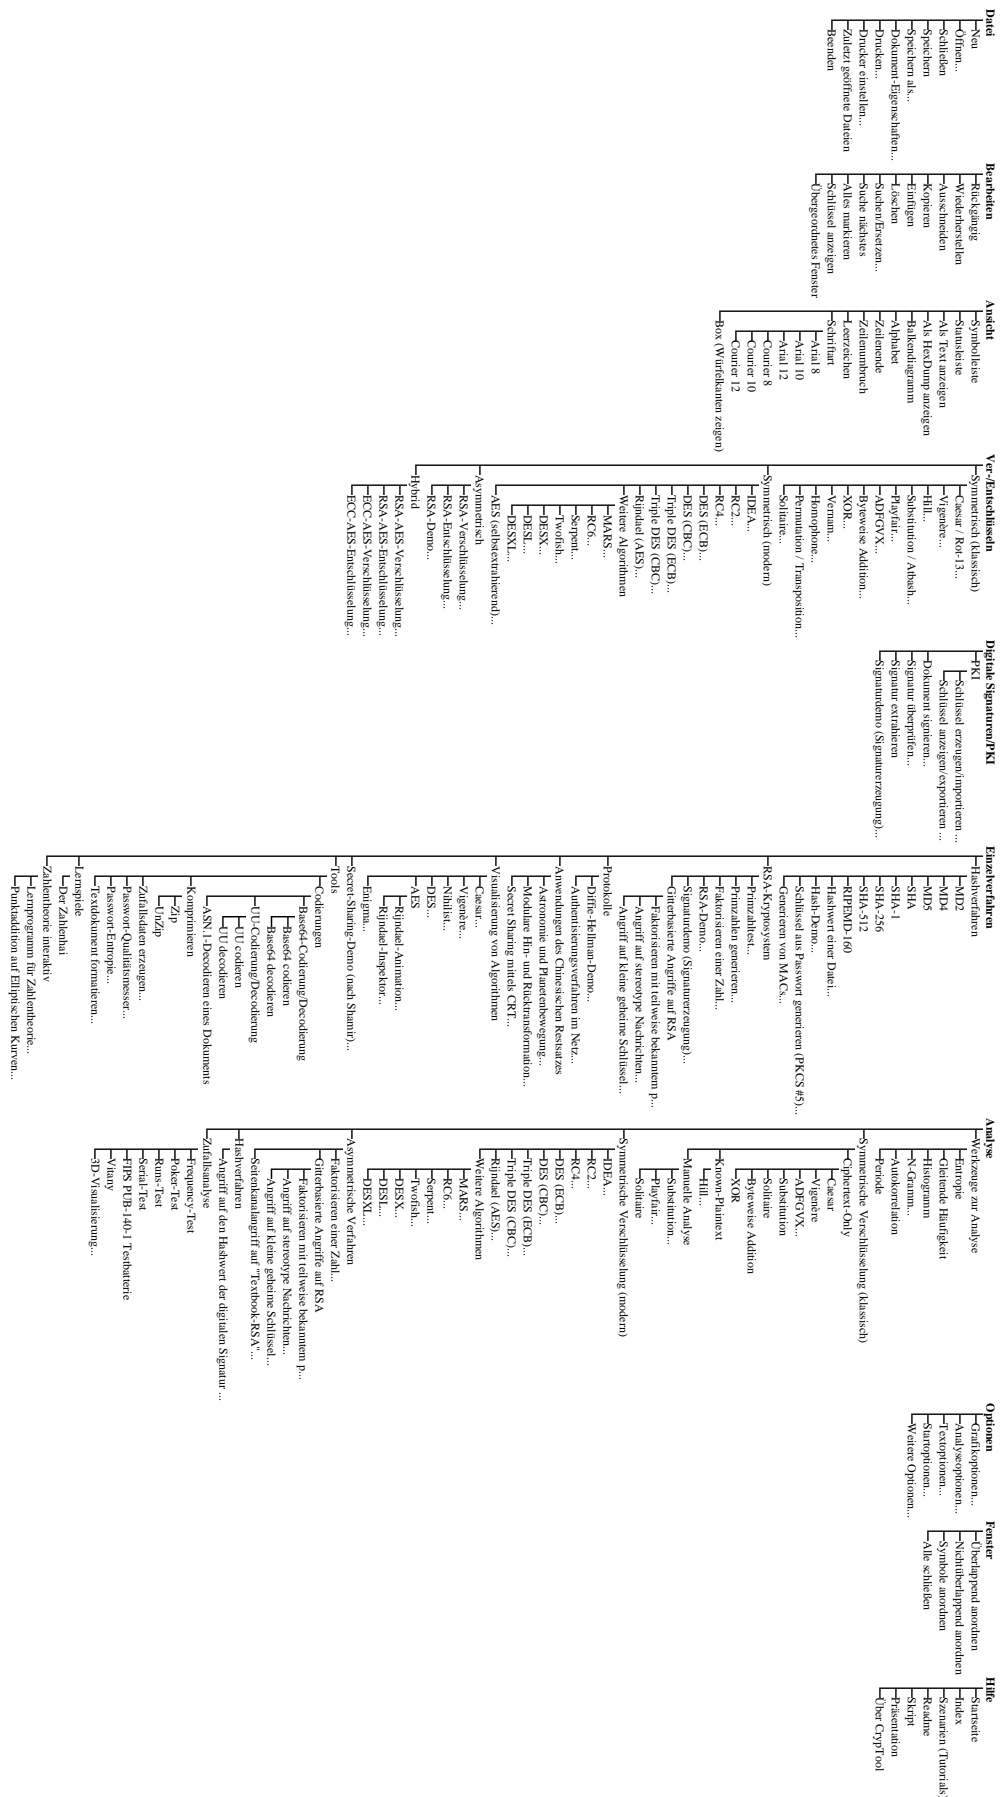 Datei
Neu
Öffnen...
Schließen
Speichern
Speichern als...
Dokument-Eigenschaften...
Drucken...
Drucker einstellen...
Zuletzt geöffnete Dateien
Beenden
Bearbeiten
Rückgängig
Wiederherstellen
Ausschneiden
Kopieren
Einfügen
Löschen
Suchen/Ersetzen...
Suche nächstes
Alles markieren
Schlüssel anzeigen
Übergeordnetes Fenster
Ansicht
Symbolleiste
Statusleiste
Als Text anzeigen
Als HexDump anzeigen
Balkendiagramm
Alphabet
Zeilenende
Zeilenumbruch
Leerzeichen
Schriftart
Arial 8
Arial 10
Arial 12
Courier 8
Courier 10
Courier 12
Box (Würfelkanten zeigen)
Ver-/Entschlüsseln
Symmetrisch (klassisch)
Caesar / Rot-13...
Vigenère...
Hill...
Substitution / Atbash...
Playfair...
ADFGVX...
Byteweise Addition...
XOR...
Vernam...
Homophone...
Permutation / Transposition...
Solitaire...
Symmetrisch (modern)
IDEA...
RC2...
RC4...
DES (ECB)...
DES (CBC)...
Triple DES (ECB)...
Triple DES (CBC)...
Rijndael (AES)...
Weitere Algorithmen
MARS...
RC6...
Serpent...
Twofish...
DESX...
DESL...
DESXL...
AES (selbstextrahierend)...
Asymmetrisch
RSA-Verschlüsselung...
RSA-Entschlüsselung...
RSA-Demo...
Hybrid
RSA-AES-Verschlüsselung...
RSA-AES-Entschlüsselung...
ECC-AES-Verschlüsselung...
ECC-AES-Entschlüsselung...
Digitale Signaturen/PKI
PKI
Schlüssel erzeugen/importieren ...
Schlüssel anzeigen/exportieren ...
Dokument signieren...
Signatur überprüfen...
Signatur extrahieren
Signaturdemo (Signaturerzeugung)...
Einzelverfahren
Hashverfahren
MD2
MD4
MD5
SHA
SHA-1
SHA-256
SHA-512
RIPEMD-160
Hashwert einer Datei...
Hash-Demo...
Schlüssel aus Passwort generieren (PKCS #5)...
Generieren von MACs...
RSA-Kryptosystem
Primzahltest...
Primzahlen generieren...
Faktorisieren einer Zahl...
RSA-Demo...
Signaturdemo (Signaturerzeugung)...
Gitterbasierte Angriffe auf RSA
Faktorisieren mit teilweise bekanntem p...
Angriff auf stereotype Nachrichten...
Angriff auf kleine geheime Schlüssel...
Protokolle
Diffie-Hellman-Demo...
Authentisierungsverfahren im Netz...
Anwendungen des Chinesischen Restsatzes
Astronomie und Planetenbewegung...
Modulare Hin- und Rücktransformation...
Secret Sharing mittels CRT...
Visualisierung von Algorithmen
Caesar...
Vigenère...
Nihilist...
DES...
AES
Rijndael-Animation...
Rijndael-Inspektor...
Enigma...
Secret-Sharing-Demo (nach Shamir)...
Tools
Codierungen
Base64-Codierung/Decodierung
Base64 codieren
Base64 decodieren
UU-Codierung/Decodierung
UU codieren
UU decodieren
ASN.1-Decodieren eines Dokuments
Komprimieren
Zip
UnZip
Zufallsdaten erzeugen...
Passwort-Qualitätsmesser...
Passwort-Entropie...
Textdokument formatieren...
Lernspiele
Der Zahlenhai
Zahlentheorie interaktiv
Lernprogramm für Zahlentheorie...
Punktaddition auf Elliptischen Kurven...
Analyse
Werkzeuge zur Analyse
Entropie
Gleitende Häufigkeit
Histogramm
N-Gramm...
Autokorrelation
Periode
Symmetrische Verschlüsselung (klassisch)
Ciphertext-Only
Caesar
Vigenère
ADFGVX...
Substitution
Solitaire
Byteweise Addition
XOR
Known-Plaintext
Hill...
Manuelle Analyse
Substitution...
Playfair...
Solitaire
Symmetrische Verschlüsselung (modern)
IDEA...
RC2...
RC4...
DES (ECB)...
DES (CBC)...
Triple DES (ECB)...
Triple DES (CBC)...
Rijndael (AES)...
Weitere Algorithmen
MARS...
RC6...
Serpent...
Twofish...
DESX...
DESL...
DESXL...
Asymmetrische Verfahren
Faktorisieren einer Zahl...
Gitterbasierte Angriffe auf RSA
Faktorisieren mit teilweise bekanntem p...
Angriff auf stereotype Nachrichten...
Angriff auf kleine geheime Schlüssel...
Seitenkanalangriff auf "Textbook-RSA"...
Hashverfahren
Angriff auf den Hashwert der digitalen Signatur ...
Zufallsanalyse
Frequency-Test
Poker-Test
Runs-Test
Serial-Test
FIPS PUB-140-1 Testbatterie
Vitany
3D-Visualisierung...
Optionen
Grafikoptionen...
Analyseoptionen...
Textoptionen...
Startoptionen...
Weitere Optionen...
Fenster
Überlappend anordnen
Nichtüberlappend anordnen
Symbole anordnen
Alle schließen
Hilfe
Startseite
Index
Szenarien (Tutorials)
Readme
Skript
Präsentation
Über CrypTool